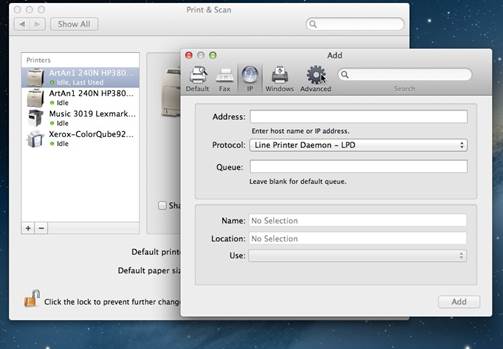 Print & Scan
Show All
Printers
ArtAn1 240N HP380...
Idle, Last Used
ArtAn1 240N HP380...
Idle
Music 3019 Lexmark...
Idle
Xerox-ColorQube92...
Idle
+ −
Sha
Default printe
Default paper siz
Click the lock to prevent further change
Add
Default
Fax
IP
Windows
Advanced
Search
Address:
Enter host name or IP address.
Protocol: Line Printer Daemon – LPD
Queue:
Leave blank for default queue.
Name: No Selection
Location: No Selection
Use:
Add